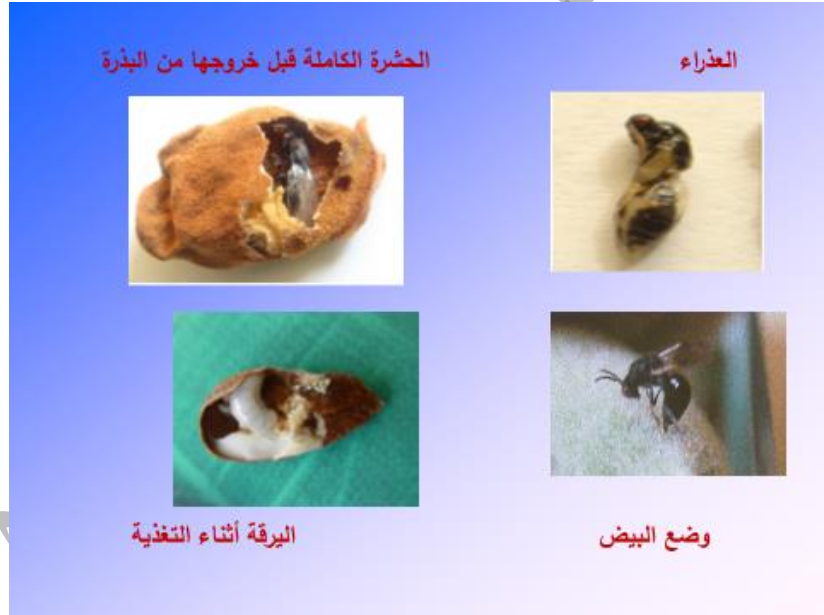 العذراء
الحشرة الكاملة قبل خروجها من البذرة
وضع البيض
اليرقة أثناء التغذية